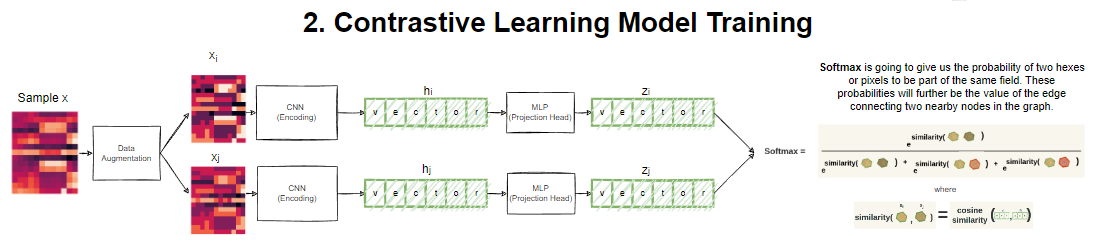 2. Contrastive Learning Model Training
Sample x
Data
Augmentation
xi
CNN
(Encoding)
hi
v e c t o r
MLP
(Projection Head)
zi
v e c t o r
xj
CNN
(Encoding)
hj
v e c t o r
MLP
(Projection Head)
zj
v e c t o r
Softmax is going to give us the probability of two hexes
or pixels to be part of the same field. These
probabilities will further be the value of the edge
connecting two nearby nodes in the graph.
Softmax =
e similarity( )
e similarity( ) + e similarity( ) + e similarity( )
where
similarity( , ) = cosine
similarity ( , )